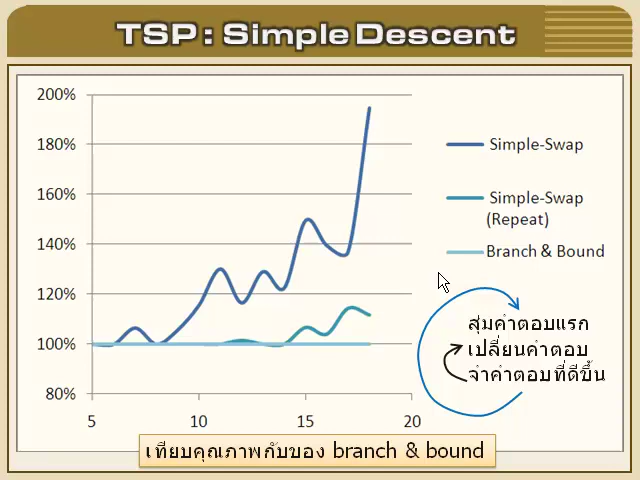 TSP : Simple Descent
200%
180%
160%
140%
120%
100%
80%
5
10
15
20
Simple-Swap
Simple-Swap
(Repeat)
Branch & Bound
สุ่มคำตอบแรก
เปลี่ยนคำตอบ
จำคำตอบที่ดีขึ้น
เทียบคุณภาพกับของ branch & bound